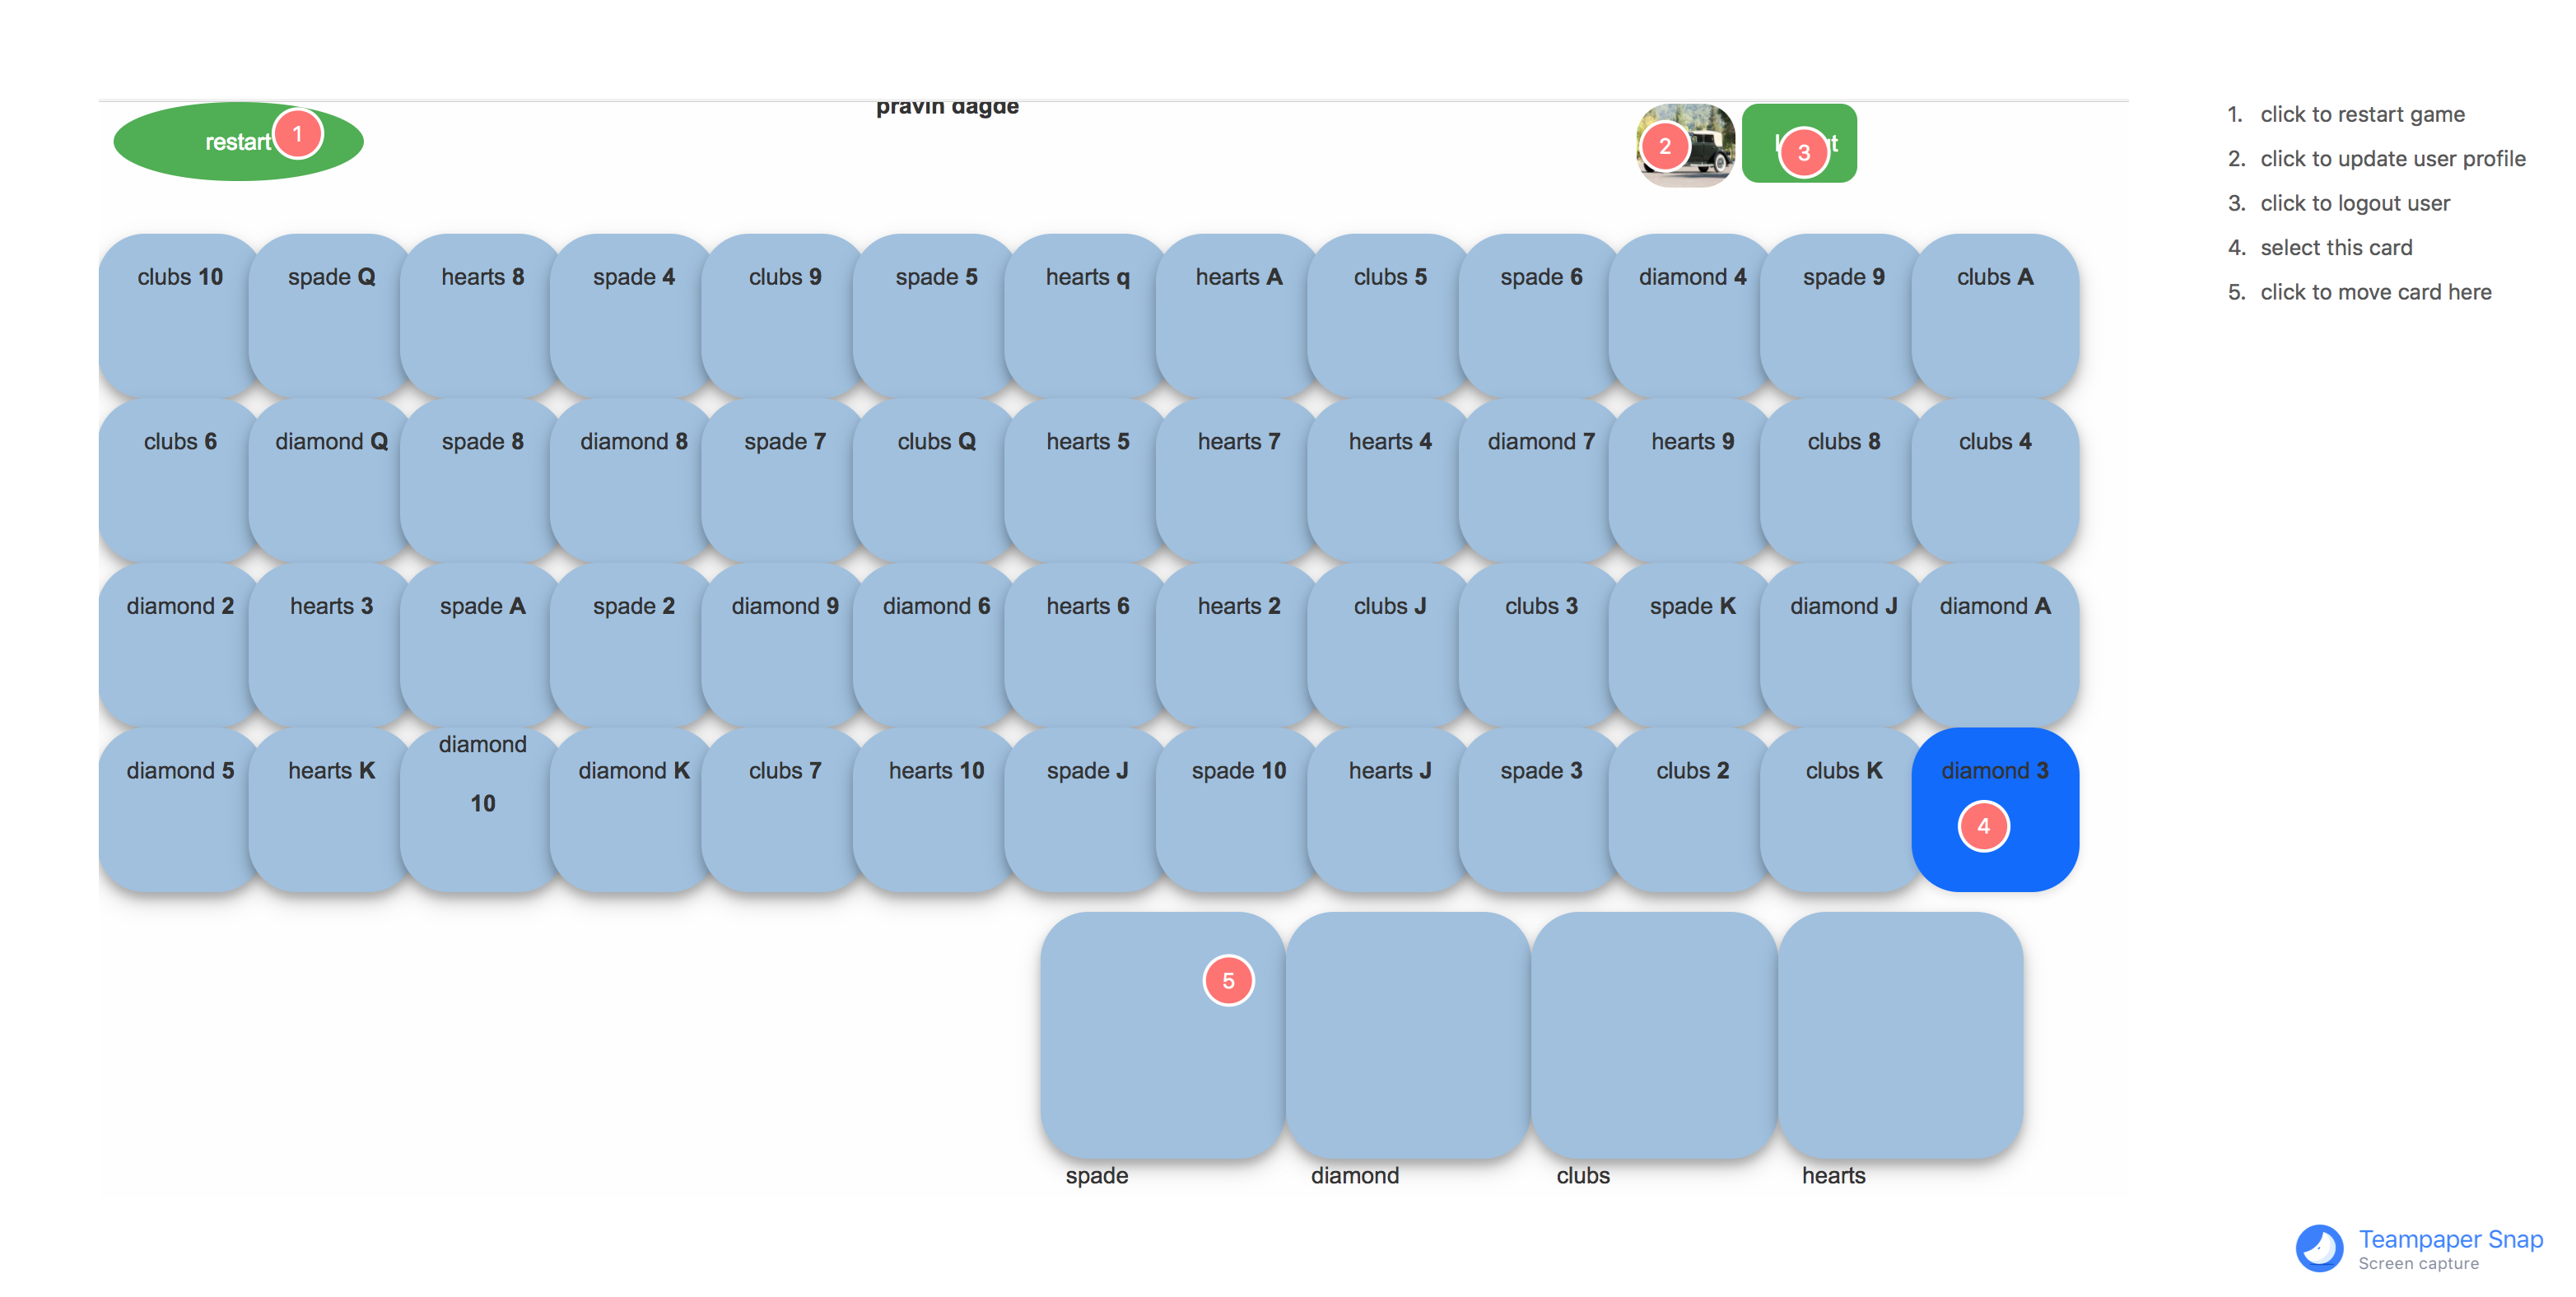 pravin dagde
restart 1
2
3
1. click to restart game
2. click to update user profile
3. click to logout user
4. select this card
5. click to move card here
clubs 10 spade Q hearts 8 spade 4 clubs 9 spade 5 hearts q hearts A clubs 5 spade 6 diamond 4 spade 9 clubs A
clubs 6 diamond Q spade 8 diamond 8 spade 7 clubs Q hearts 5 hearts 7 hearts 4 diamond 7 hearts 9 clubs 8 clubs 4
diamond 2 hearts 3 spade A spade 2 diamond 9 diamond 6 hearts 6 hearts 2 clubs J clubs 3 spade K diamond J diamond A
diamond 5 hearts K diamond 10 diamond K clubs 7 hearts 10 spade J spade 10 hearts J spade 3 clubs 2 clubs K diamond 3
4
5
spade diamond clubs hearts
Teampaper Snap
Screen capture